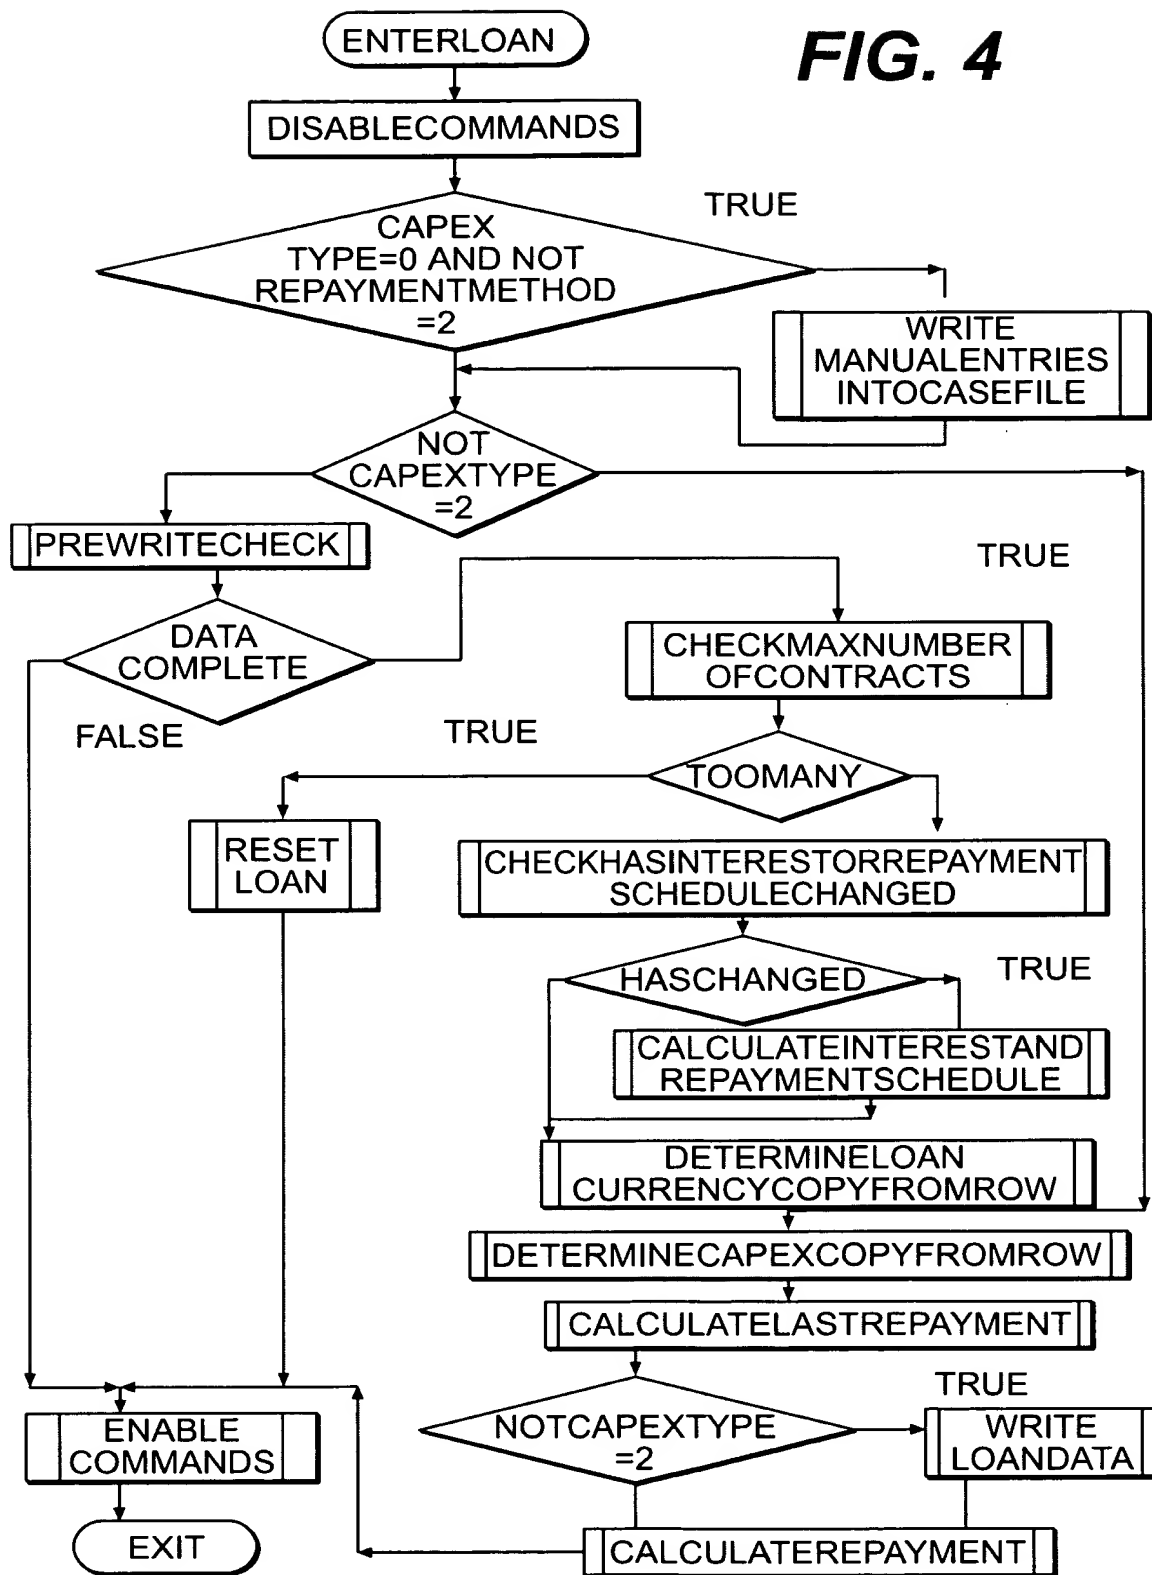 ENTERLOAN
FIG. 4
DISABLECOMMANDS
TRUE
CAPEX
TYPE=0 AND NOT
REPAYMENTMETHOD
=2
WRITE
MANUALENTRIES
INTOCASEFILE
NOT
CAPEXTYPE
=2
PREWRITECHECK
TRUE
DATA
COMPLETE
CHECKMAXNUMBER
OFCONTRACTS
FALSE
TRUE
TOOMANY
RESET
LOAN
CHECKHASINTERESTORREPAYMENT
SCHEDULECHANGED
HASCHANGED
TRUE
CALCULATEINTERESTAND
REPAYMENTSCHEDULE
DETERMINELOAN
CURRENCYCOPYFROMROW
DETERMINECAPEXCOPYFROMROW
CALCULATELASTREPAYMENT
TRUE
ENABLE
COMMANDS
NOTCAPEXTYPE
=2
WRITE
LOANDATA
EXIT
CALCULATEREPAYMENT